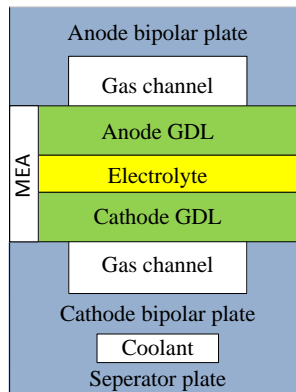 Anode bipolar plate
Gas channel
Anode GDL
MEA
Electrolyte
Cathode GDL
Gas channel
Cathode bipolar plate
Coolant
Seperator plate